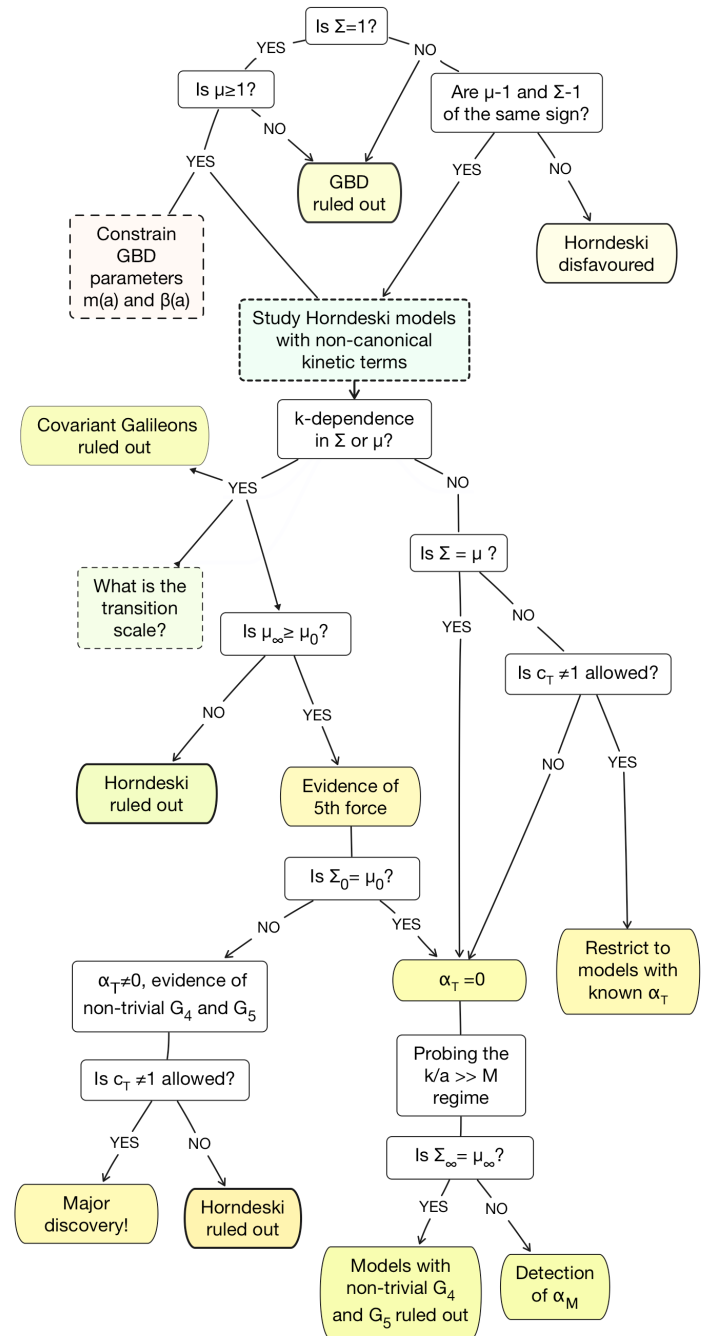 Is Σ=1?
YES
NO
Is μ≥1?
Are μ-1 and Σ-1
of the same sign?
NO
YES
YES
NO
GBD
ruled out
Constrain
GBD
parameters
m(a) and β(a)
Horndeski
disfavoured
Study Horndeski models
with non-canonical
kinetic terms
k-dependence
in Σ or μ?
Covariant Galileons
ruled out
YES
NO
Is Σ = μ ?
What is the
transition
scale?
Is μ∞≥ μ0?
YES
NO
Is cT ≠1 allowed?
NO
YES
NO
YES
Horndeski
ruled out
Evidence of
5th force
Is Σ0= μ0?
NO
YES
αT≠0, evidence of
non-trivial G4 and G5
αT =0
Restrict to
models with
known αT
Probing the
k/a >> M
regime
Is cT ≠1 allowed?
YES
NO
Is Σ∞= μ∞?
Major
discovery!
Horndeski
ruled out
YES
NO
Models with
non-trivial G4
and G5 ruled out
Detection
of αM